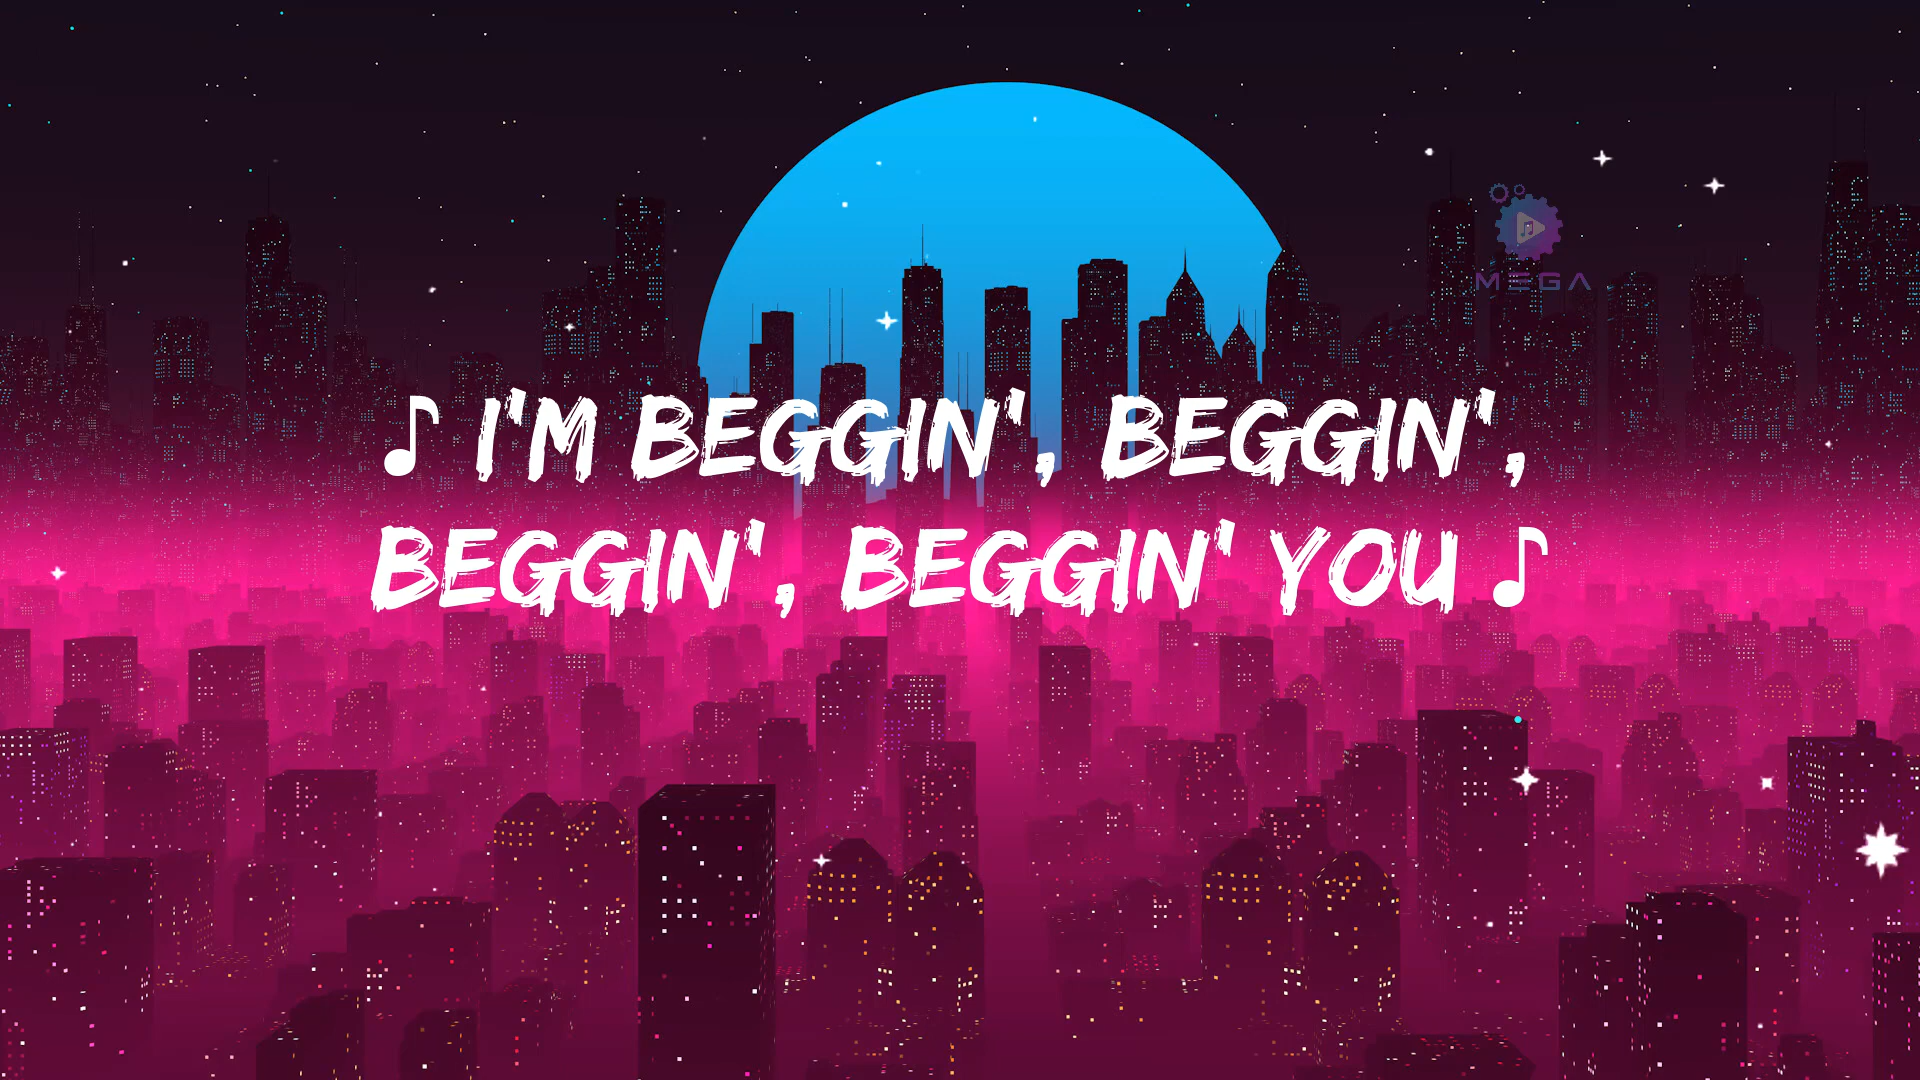 MEGA
♪ I'M BEGGIN', BEGGIN',
BEGGIN', BEGGIN' YOU ♪